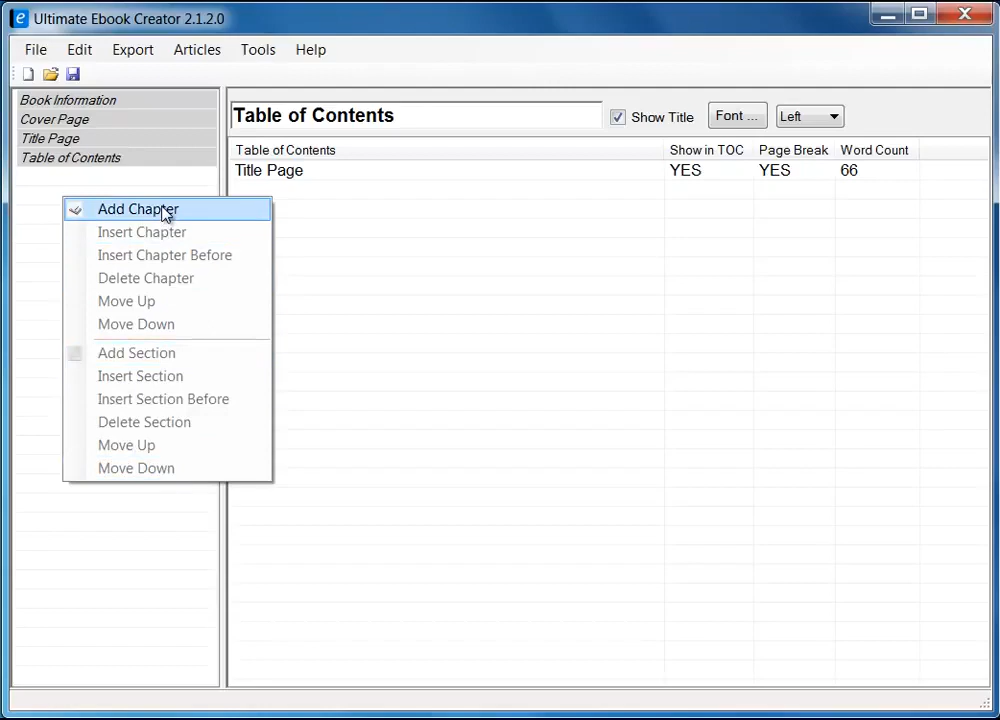 Ultimate Ebook Creator 2.1.2.0
File Edit Export Articles Tools Help
Book Information
Cover Page
Title Page
Table of Contents
Table of Contents Show Title Font ... Left
Table of Contents Show in TOC Page Break Word Count
Title Page YES YES 66
Add Chapter
Insert Chapter
Insert Chapter Before
Delete Chapter
Move Up
Move Down
Add Section
Insert Section
Insert Section Before
Delete Section
Move Up
Move Down